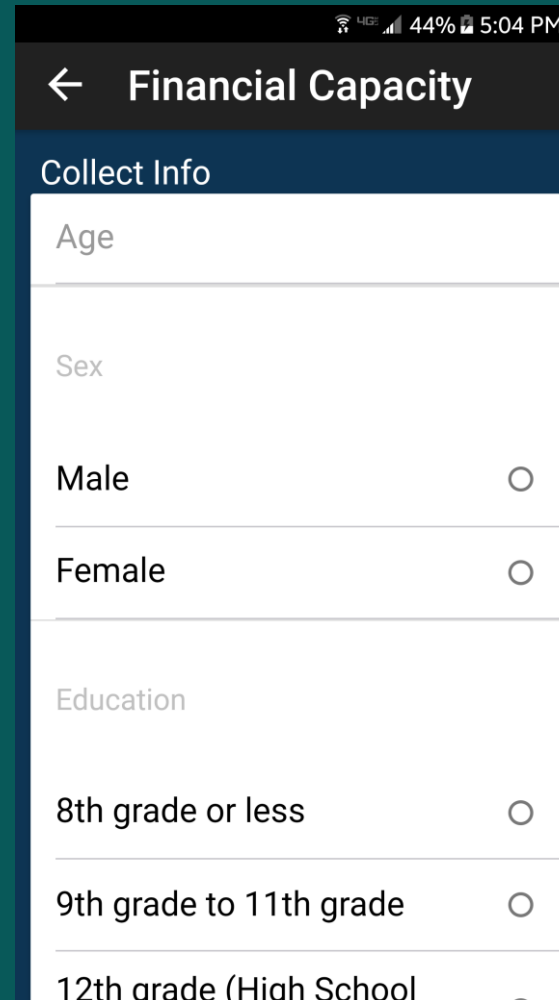 4G 44% 5:04 PM
Financial Capacity
Collect Info
Age
Sex
Male
Female
Education
8th grade or less
9th grade to 11th grade
12th grade (High School